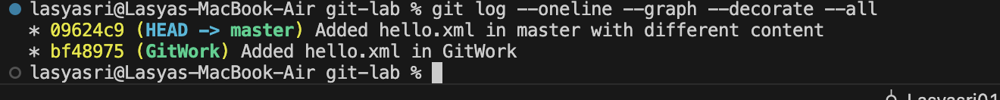 lasyasri@Lasyas-MacBook-Air git-lab % git log --oneline --graph --decorate --all
* 09624c9 (HEAD -> master) Added hello.xml in master with different content
* bf48975 (GitWork) Added hello.xml in GitWork
lasyasri@Lasyas-MacBook-Air git-lab %